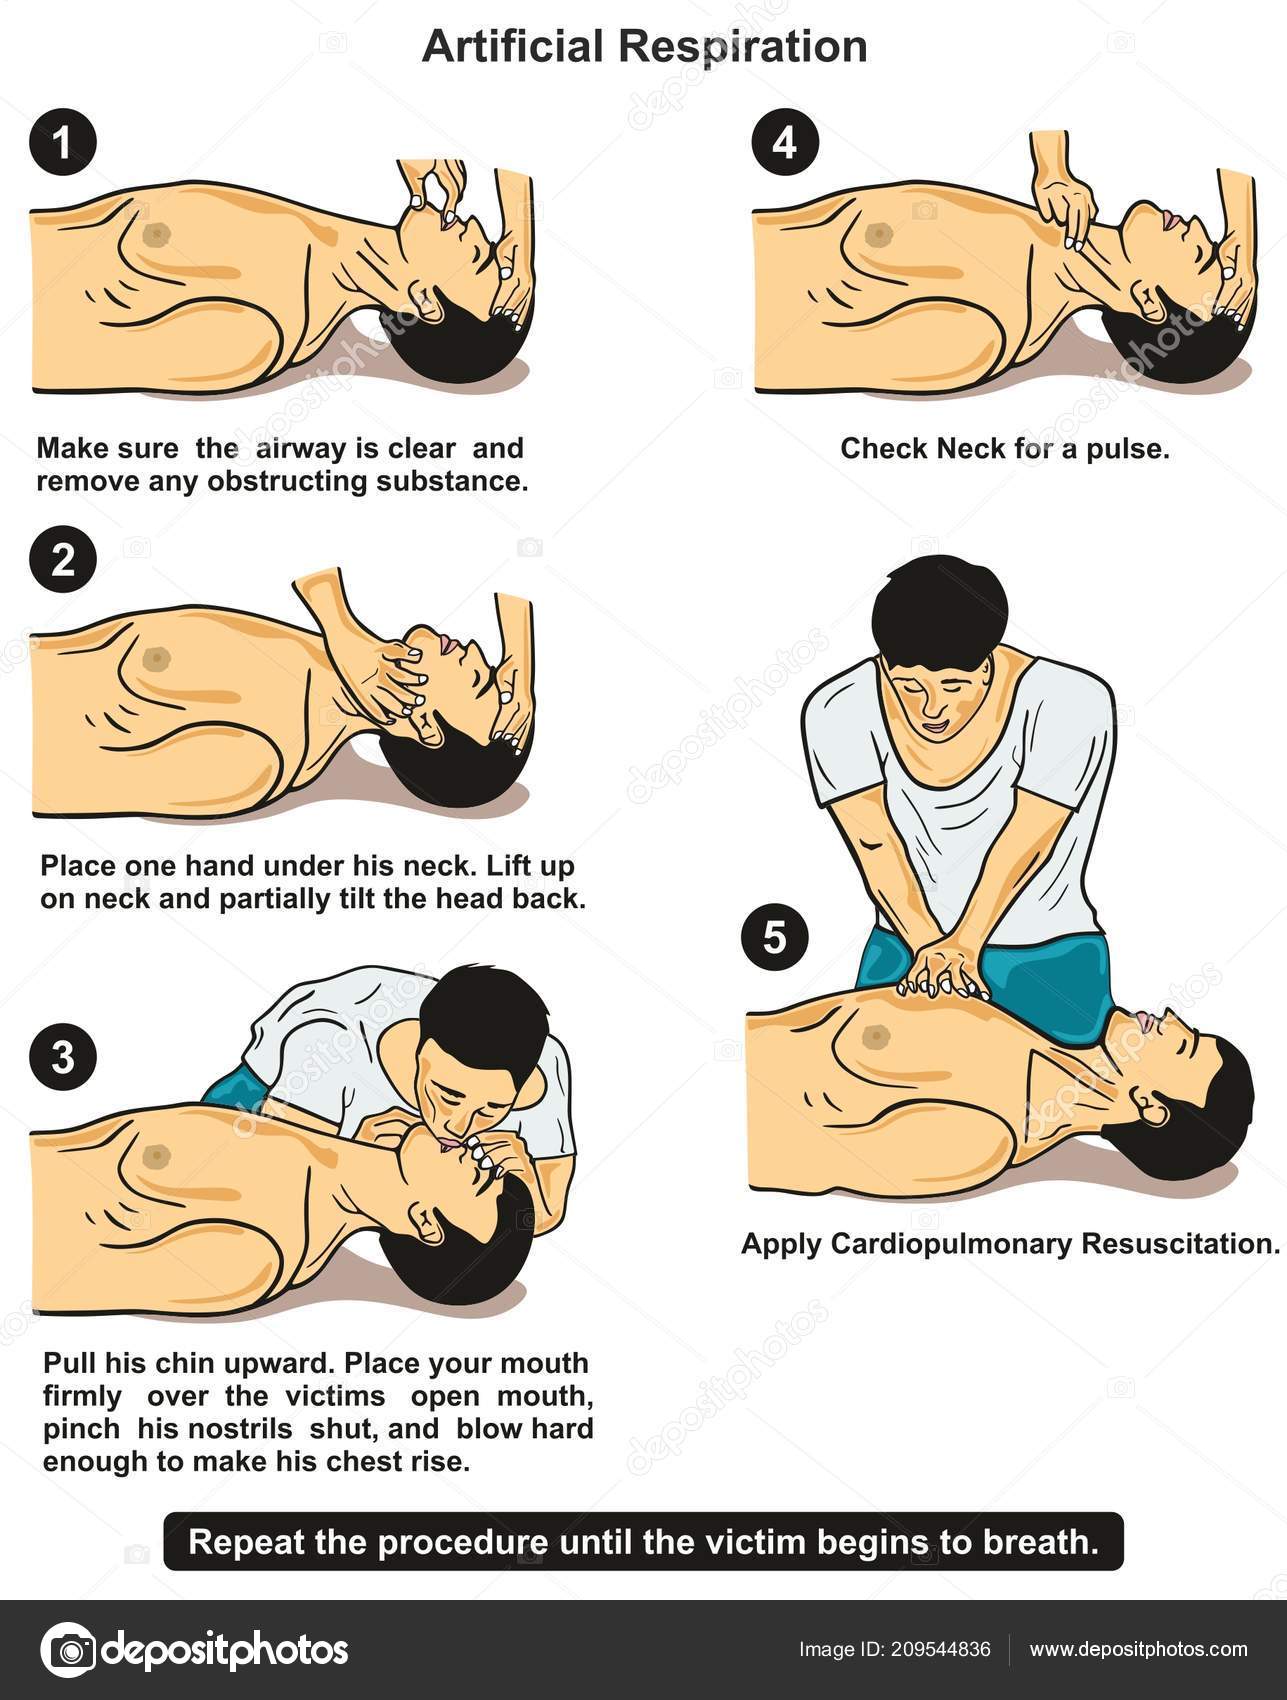 Artificial Respiration
1
Make sure the airway is clear and
remove any obstructing substance.
2
Place one hand under his neck. Lift up
on neck and partially tilt the head back.
3
Pull his chin upward. Place your mouth
firmly over the victims open mouth,
pinch his nostrils shut, and blow hard
enough to make his chest rise.
4
Check Neck for a pulse.
5
Apply Cardiopulmonary Resuscitation.
Repeat the procedure until the victim begins to breath.
depositphotos
Image ID: 209544836
www.depositphotos.com